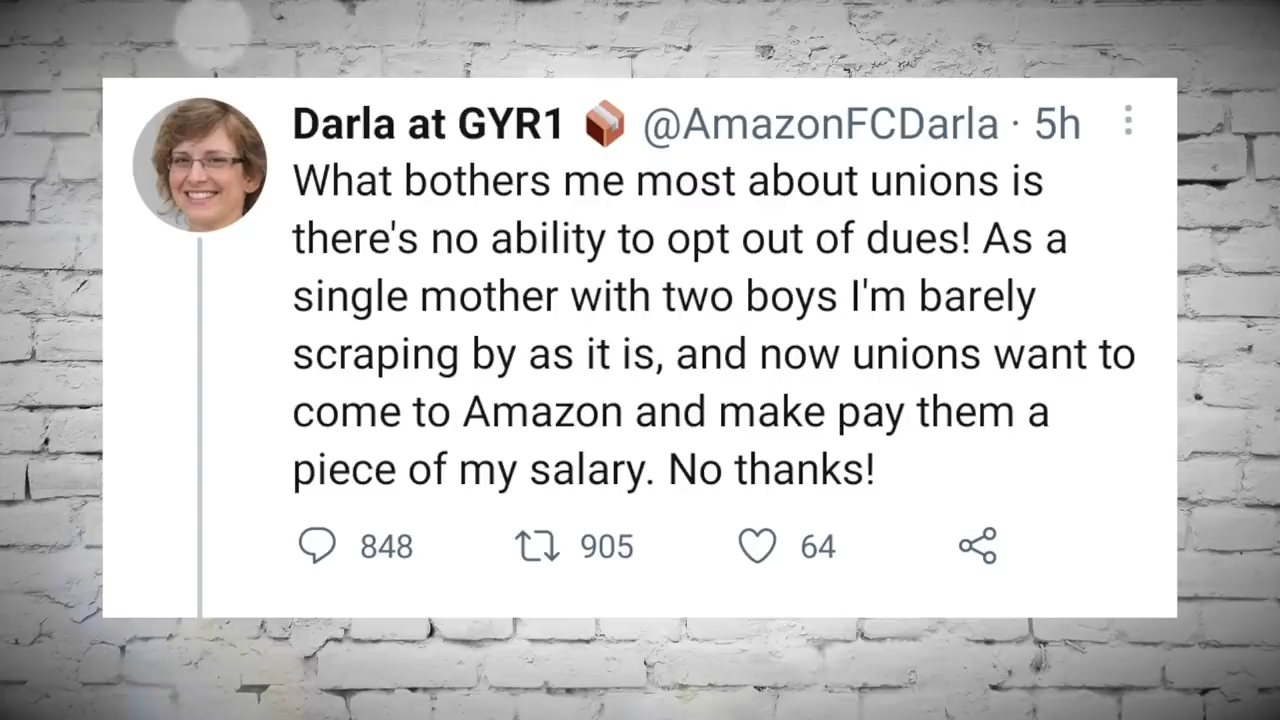 Darla at GYR1 📦 @AmazonFCDarla · 5h
What bothers me most about unions is
there's no ability to opt out of dues! As a
single mother with two boys I'm barely
scraping by as it is, and now unions want to
come to Amazon and make pay them a
piece of my salary. No thanks!
848 905 64